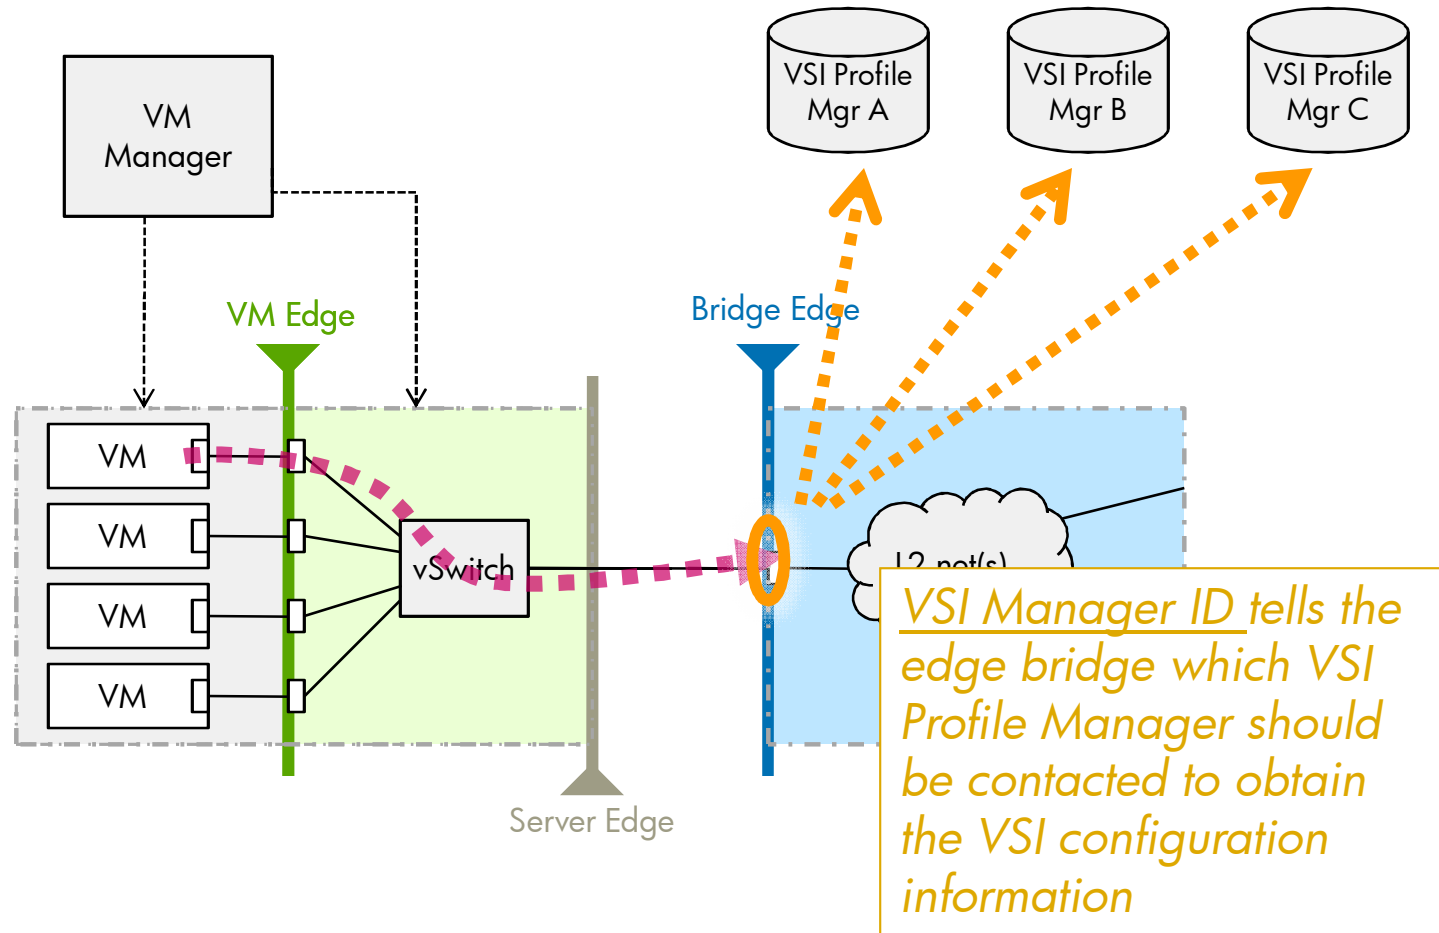 VM
Manager
VSI Profile
Mgr A
VSI Profile
Mgr B
VSI Profile
Mgr C
VM Edge
Bridge Edge
VM
VM
VM
VM
vSwitch
L2 net(s)
Server Edge
VSI Manager ID tells the
edge bridge which VSI
Profile Manager should
be contacted to obtain
the VSI configuration
information